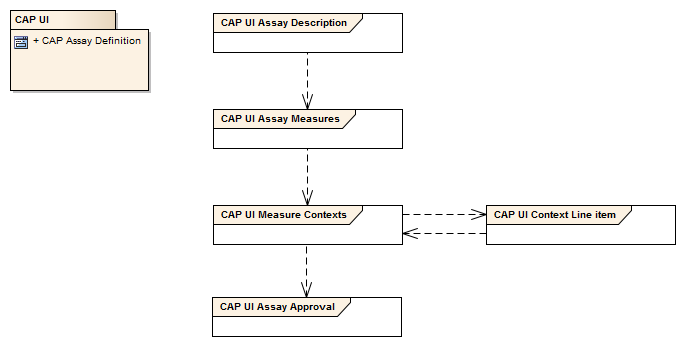 CAP UI
+ CAP Assay Definition
CAP UI Assay Description
CAP UI Assay Measures
CAP UI Measure Contexts
CAP UI Context Line item
CAP UI Assay Approval